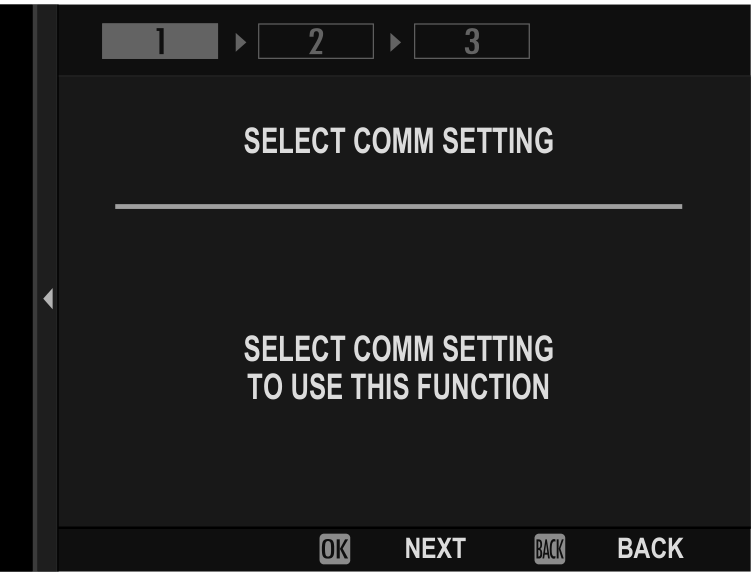 1 2 3
SELECT COMM SETTING
SELECT COMM SETTING
TO USE THIS FUNCTION
OK NEXT BACK BACK